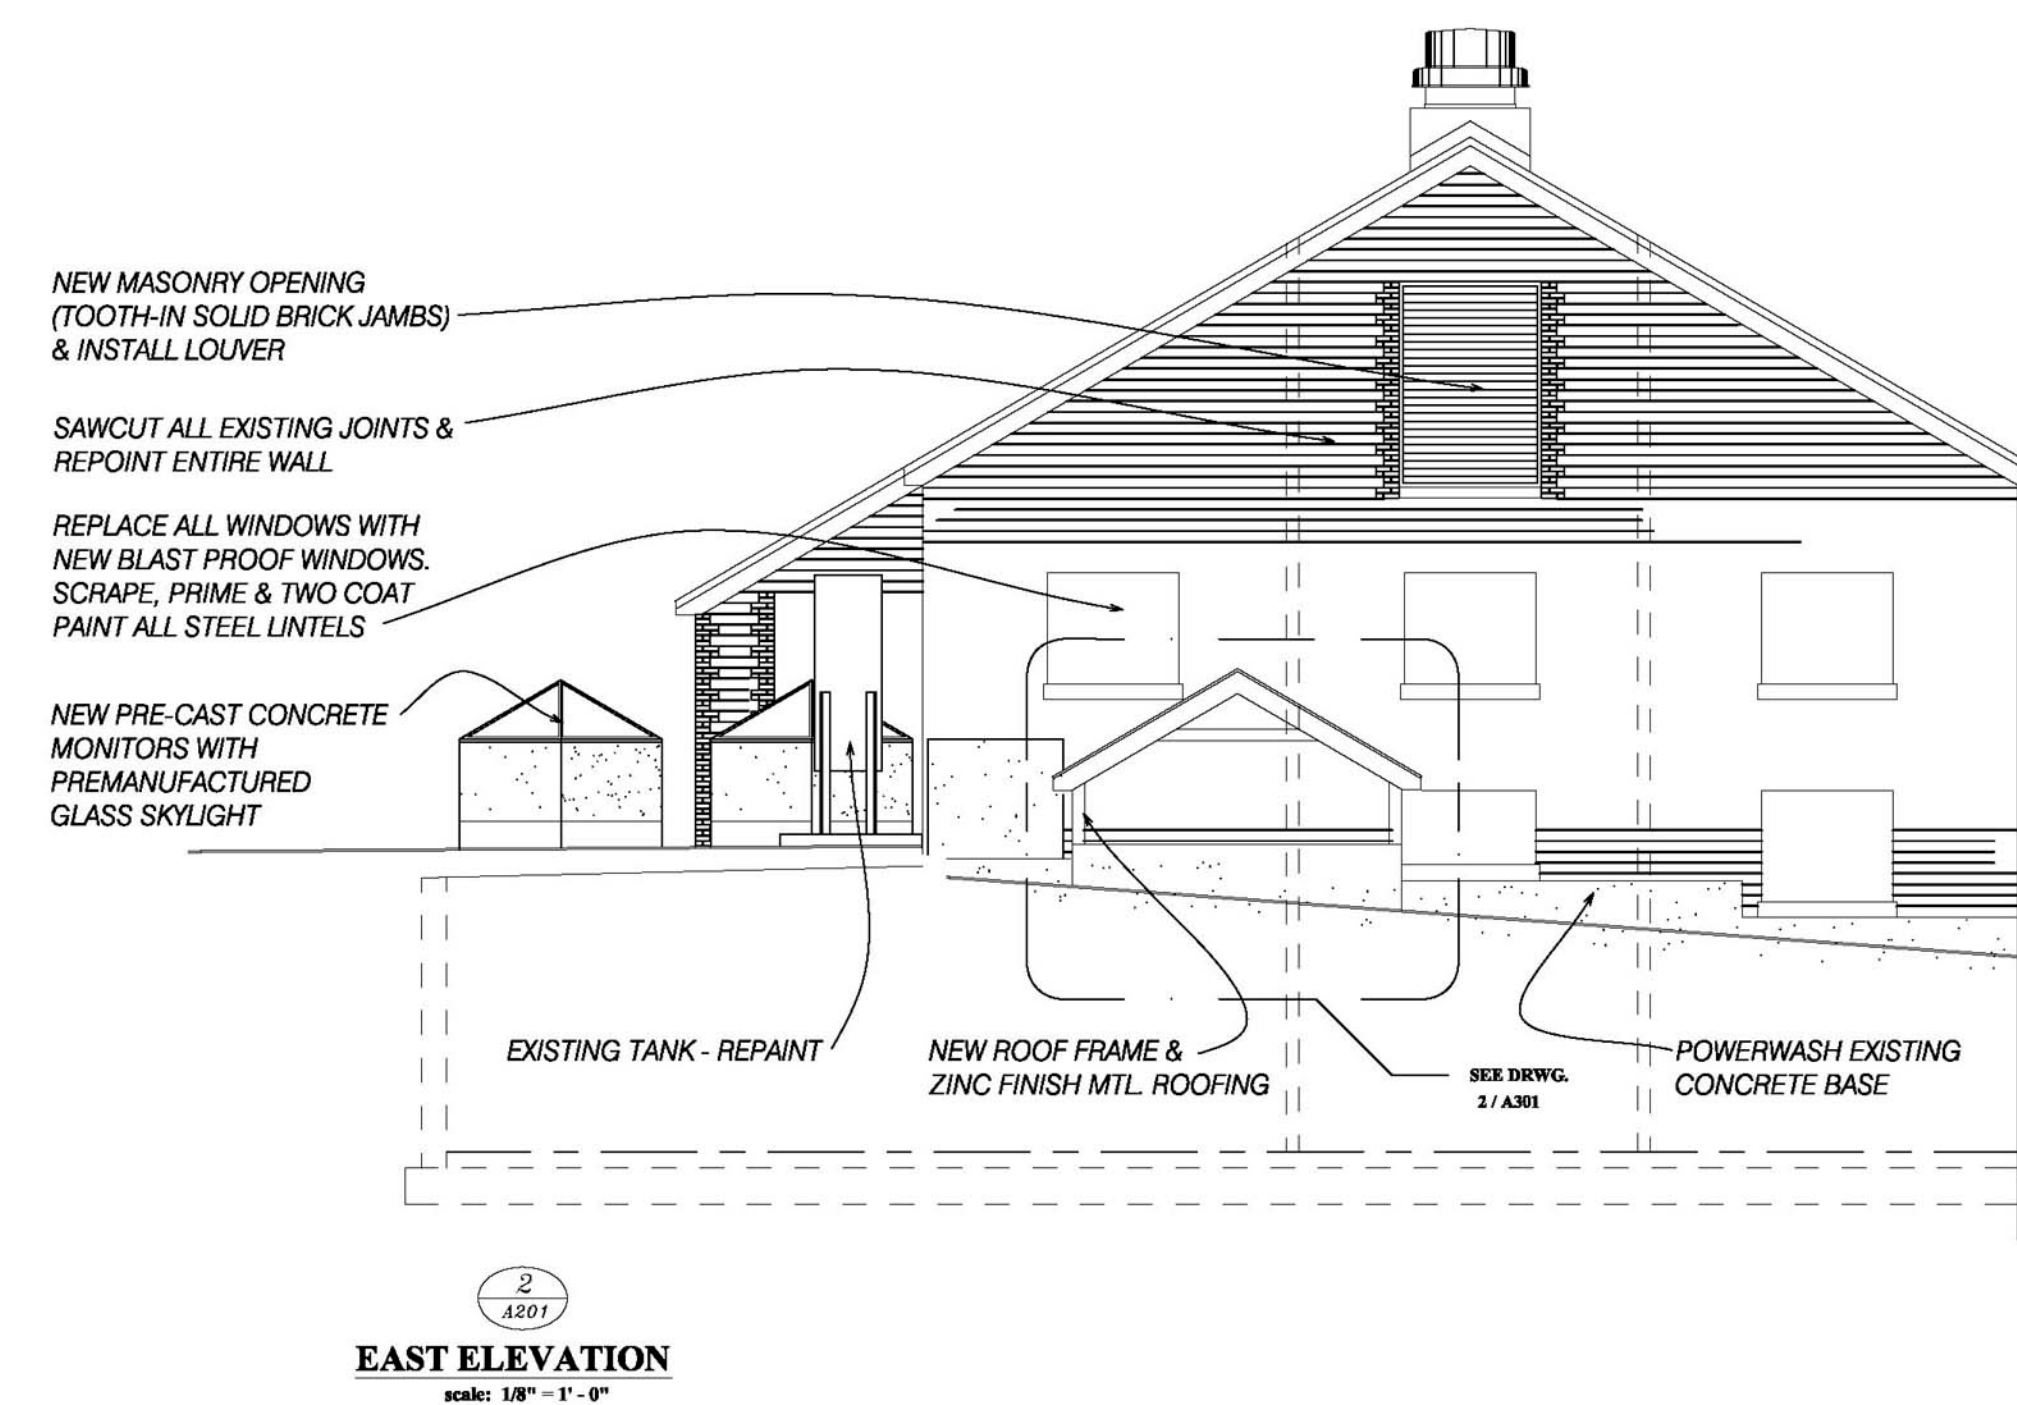 NEW MASONRY OPENING
(TOOTH-IN SOLID BRICK JAMBS)
& INSTALL LOUVER
SAWCUT ALL EXISTING JOINTS &
REPOINT ENTIRE WALL
REPLACE ALL WINDOWS WITH
NEW BLAST PROOF WINDOWS.
SCRAPE, PRIME & TWO COAT
PAINT ALL STEEL LINTELS
NEW PRE-CAST CONCRETE
MONITORS WITH
PREMANUFACTURED
GLASS SKYLIGHT
EXISTING TANK - REPAINT
NEW ROOF FRAME &
ZINC FINISH MTL. ROOFING
SEE DRWG.
2 / A301
POWERWASH EXISTING
CONCRETE BASE
2
A201
EAST ELEVATION
scale: 1/8" = 1' - 0"